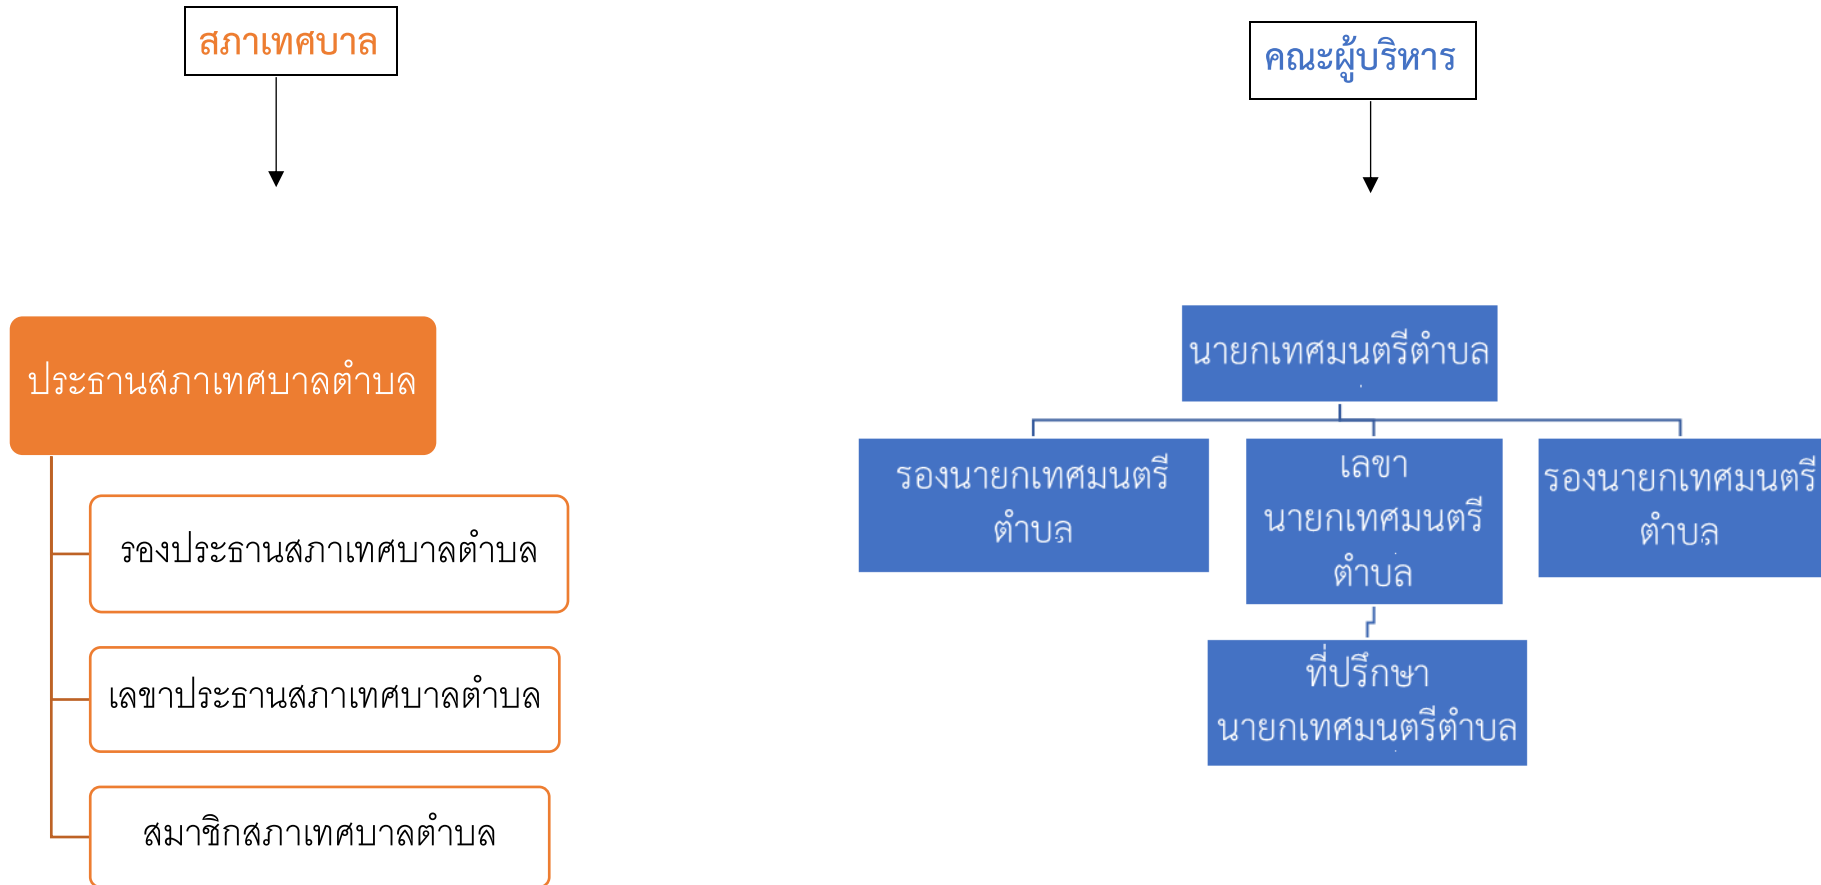 สภาเทศบาล
คณะผู้บริหาร
ประธานสภาเทศบาลตำบล
รองประธานสภาเทศบาลตำบล
เลขาประธานสภาเทศบาลตำบล
สมาชิกสภาเทศบาลตำบล
นายกเทศมนตรีตำบล
รองนายกเทศมนตรี
ตำบล
เลขา
นายกเทศมนตรี
ตำบล
รองนายกเทศมนตรี
ตำบล
ที่ปรึกษา
นายกเทศมนตรีตำบล